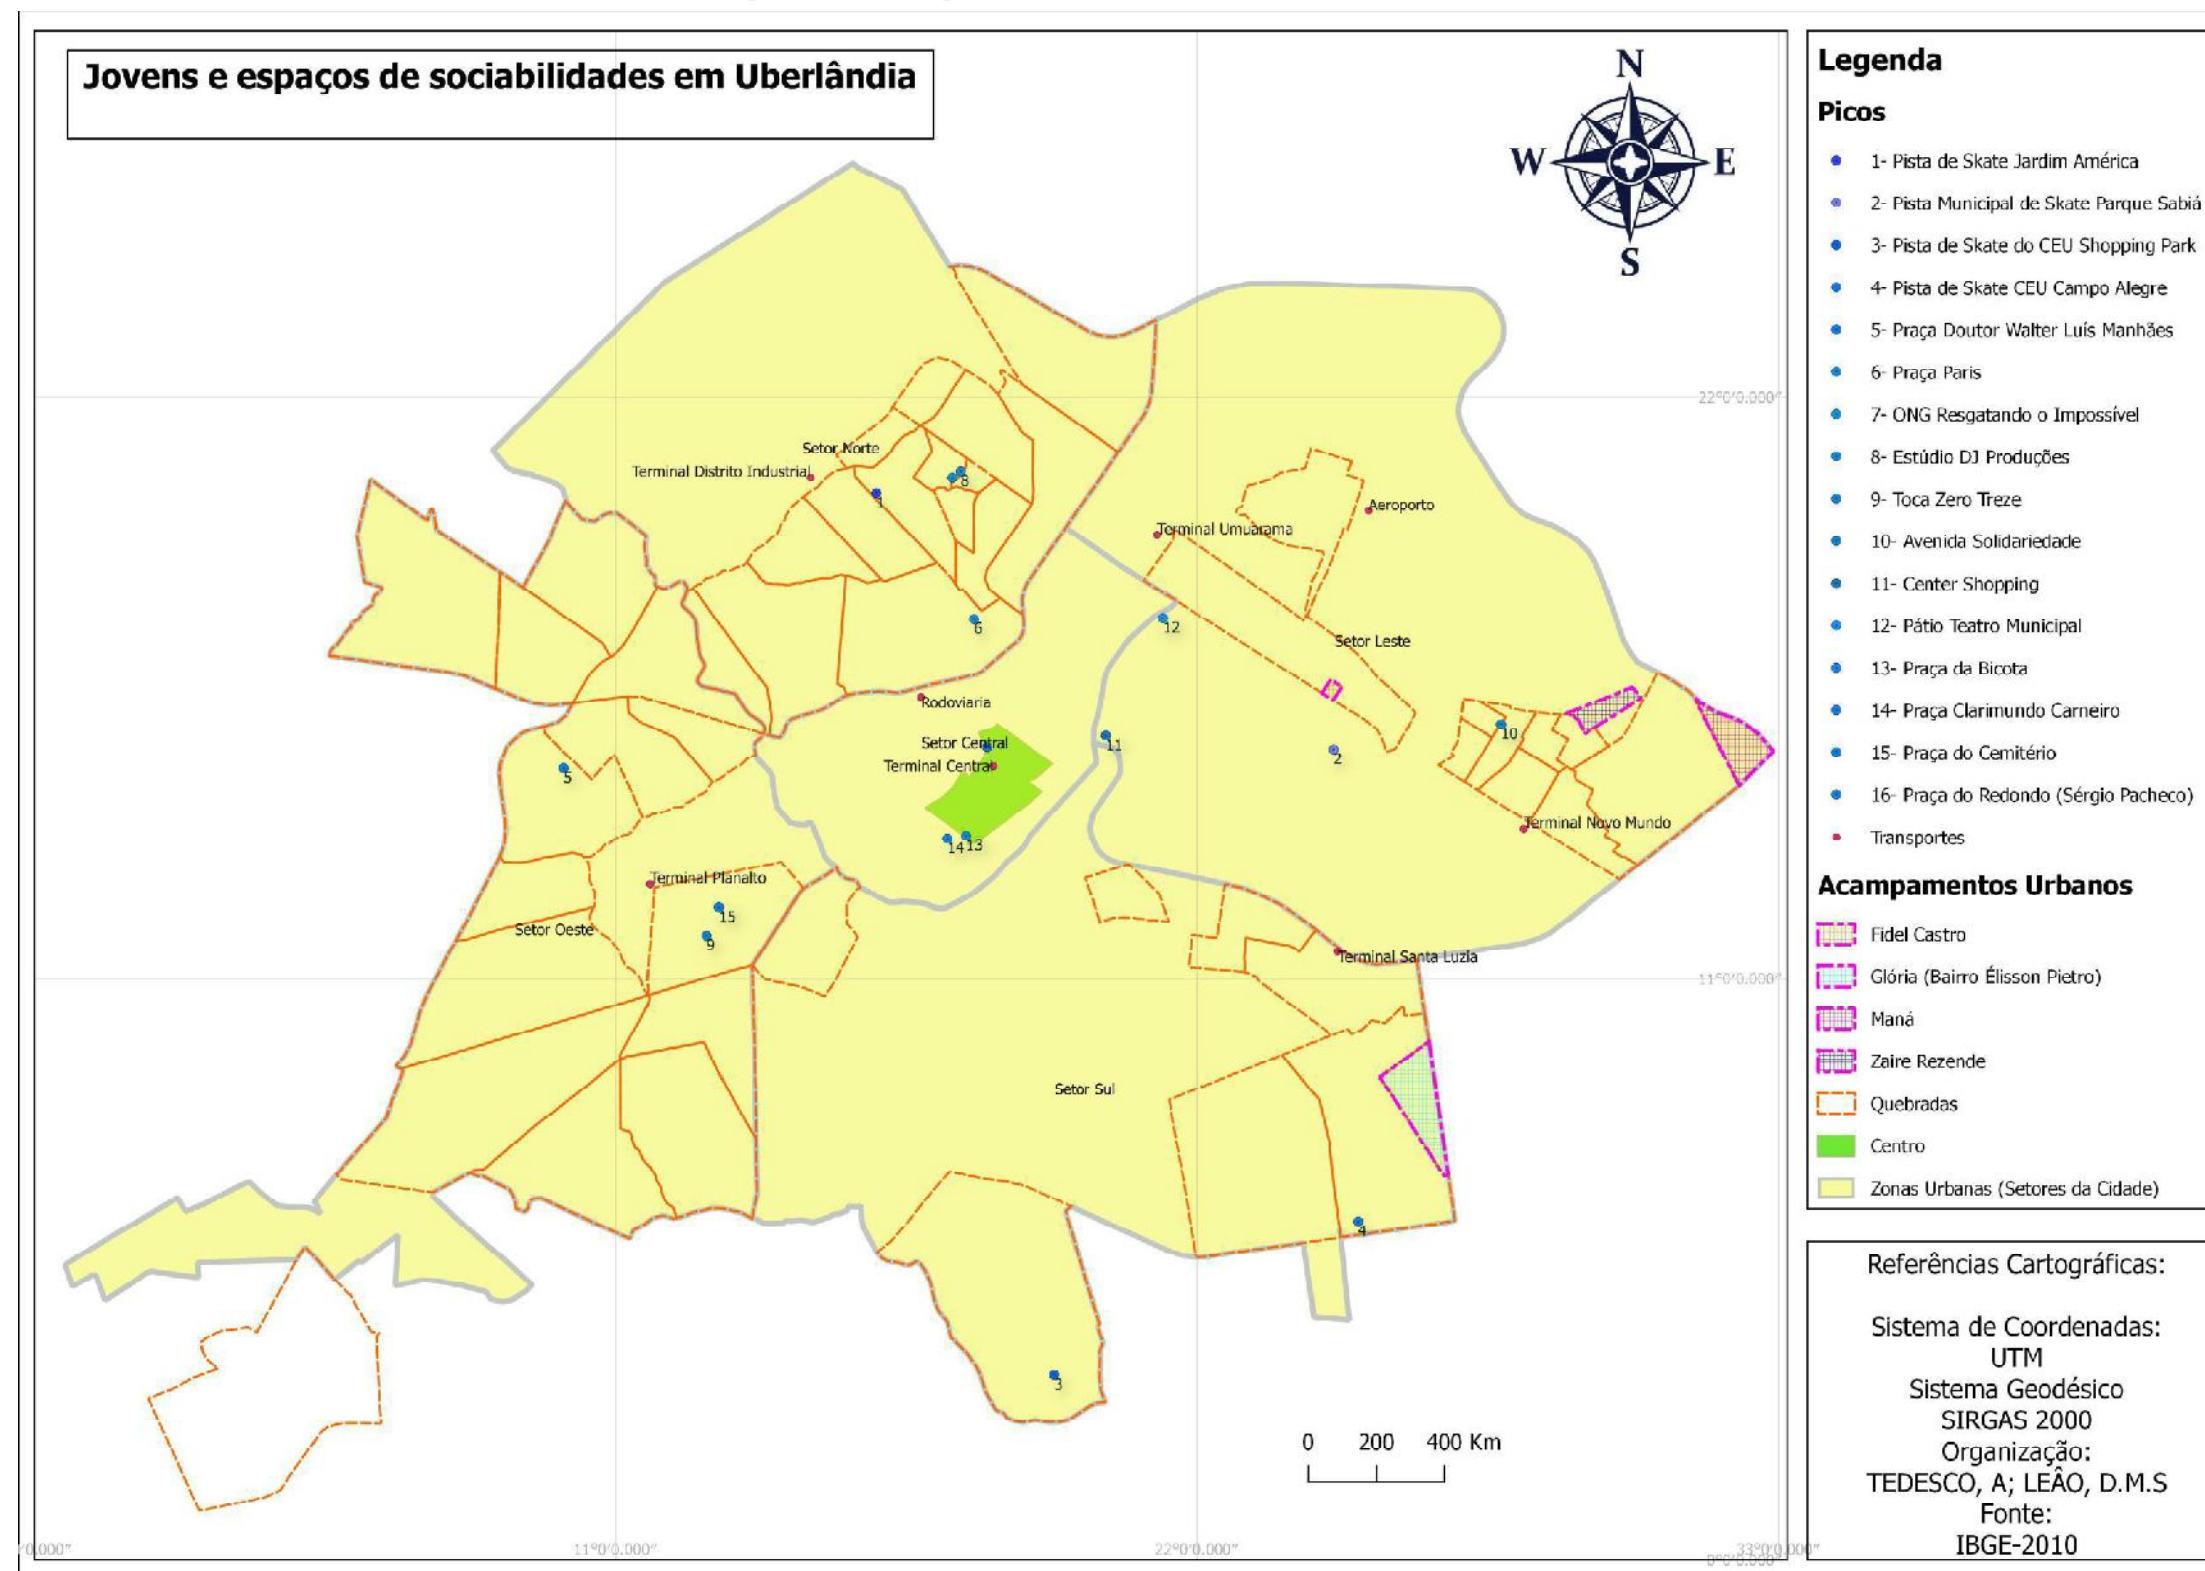 Jovens e espaços de sociabilidades em Uberlândia
N
W
E
S
22°0'0.000"
Setor Norte
Terminal Distrito Industrial
8
1
Aeroporto
Terminal Umuarama
6
12
Setor Leste
Rodoviaria
Setor Central
11
10
Terminal Central
2
5
Terminal Novo Mundo
14
13
Terminal Planalto
15
Setor Oeste
9
Terminal Santa Luzia
11°0'0.000"
Setor Sul
4
3
0 200 400 Km
11°0'0.000"
22°0'0.000"
33°0'0.000"
Legenda
Picos
1- Pista de Skate Jardim América
2- Pista Municipal de Skate Parque Sabiá
3- Pista de Skate do CEU Shopping Park
4- Pista de Skate CEU Campo Alegre
5- Praça Doutor Walter Luís Manhães
6- Praça Paris
7- ONG Resgatando o Impossível
8- Estúdio DJ Produções
9- Toca Zero Treze
10- Avenida Solidariedade
11- Center Shopping
12- Pátio Teatro Municipal
13- Praça da Bicota
14- Praça Clarimundo Carneiro
15- Praça do Cemitério
16- Praça do Redondo (Sérgio Pacheco)
Transportes
Acampamentos Urbanos
Fidel Castro
Glória (Bairro Élisson Pietro)
Maná
Zaire Rezende
Quebradas
Centro
Zonas Urbanas (Setores da Cidade)
Referências Cartográficas:
Sistema de Coordenadas:
UTM
Sistema Geodésico
SIRGAS 2000
Organização:
TEDESCO, A; LEÂO, D.M.S
Fonte:
IBGE-2010